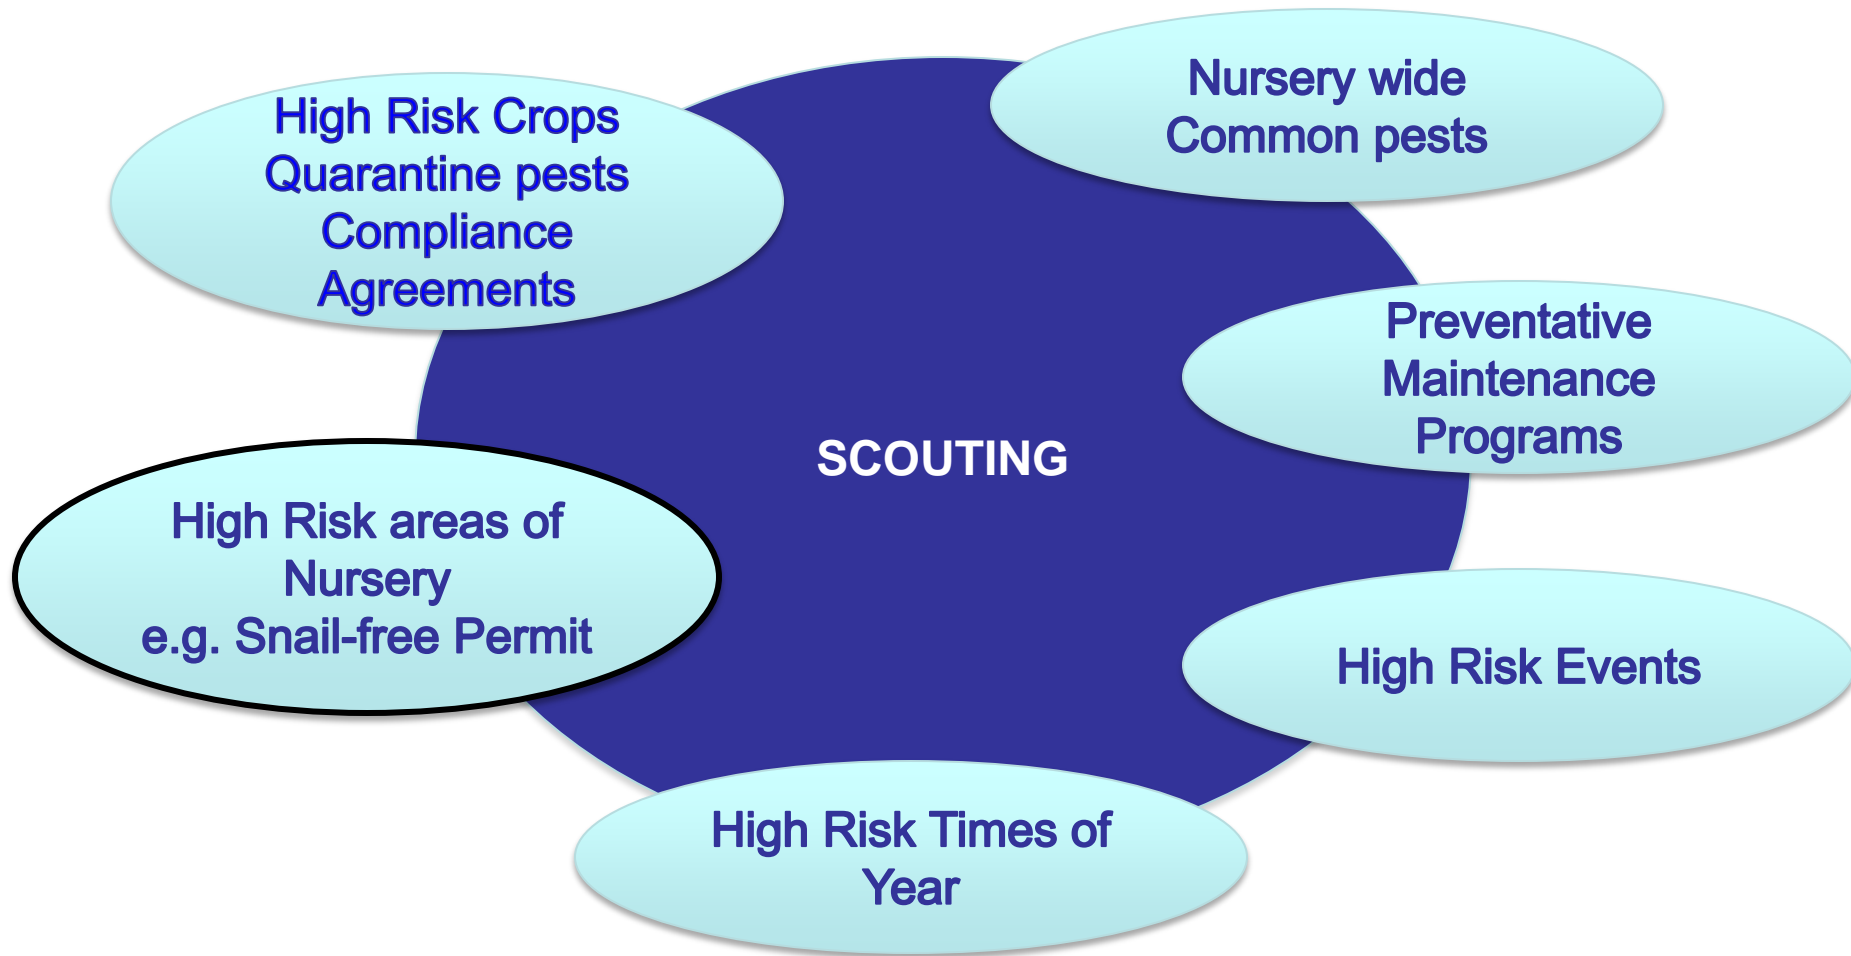 High Risk Crops
Quarantine pests
Compliance
Agreements
Nursery wide
Common pests
Preventative
Maintenance
Programs
SCOUTING
High Risk areas of
Nursery
e.g. Snail-free Permit
High Risk Events
High Risk Times of
Year